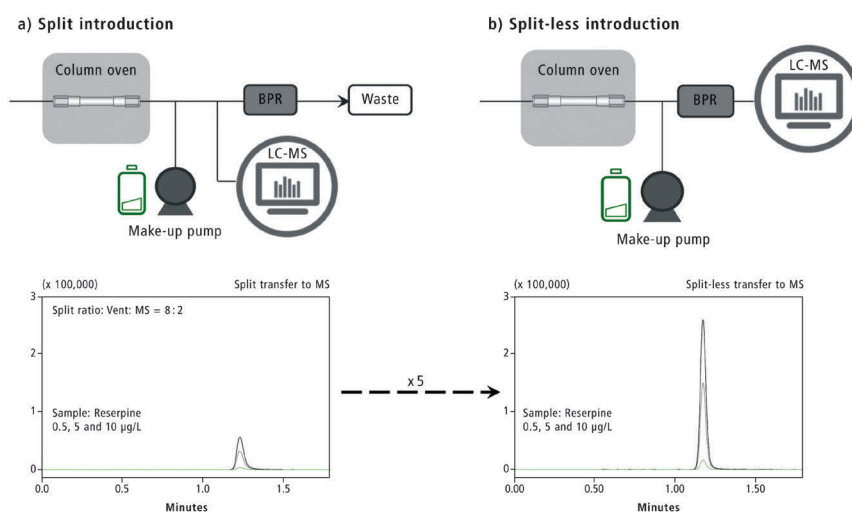 a) Split introduction
Column oven
BPR
Waste
LC-MS
Make-up pump
b) Split-less introduction
Column oven
BPR
LC-MS
Make-up pump
(x 100,000)
Split transfer to MS
3
Split ratio: Vent: MS = 8:2
2
1
Sample: Reserpine
0.5, 5 and 10 µg/L
0
0.0 0.5 1.0 1.5
Minutes
x 5
(x 100,000)
Split-less transfer to MS
3
2
1
Sample: Reserpine
0.5, 5 and 10 µg/L
0
0.00 0.50 1.00 1.50
Minutes